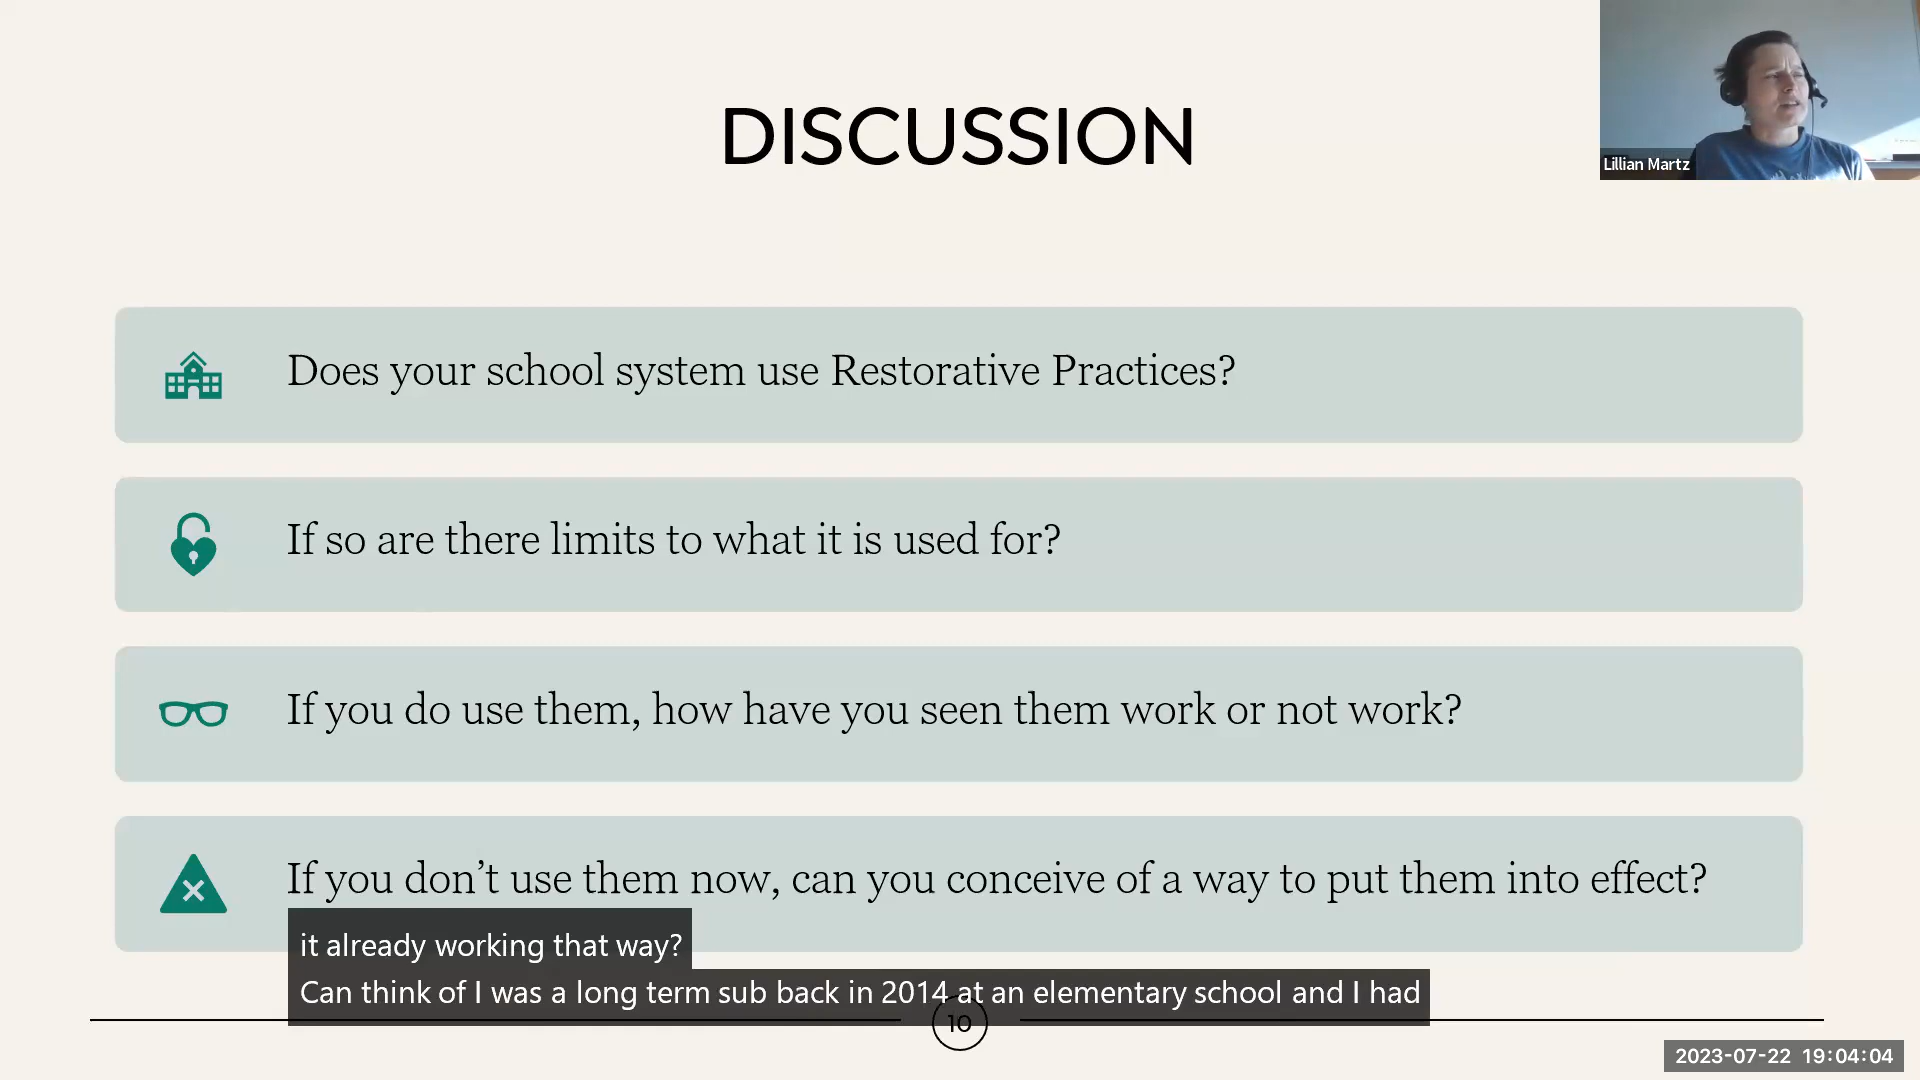 DISCUSSION
Lillian Martz
Does your school system use Restorative Practices?
If so are there limits to what it is used for?
If you do use them, how have you seen them work or not work?
If you don’t use them now, can you conceive of a way to put them into effect?
it already working that way?
Can think of I was a long term sub back in 2014 at an elementary school and I had
10
2023-07-22 19:04:04